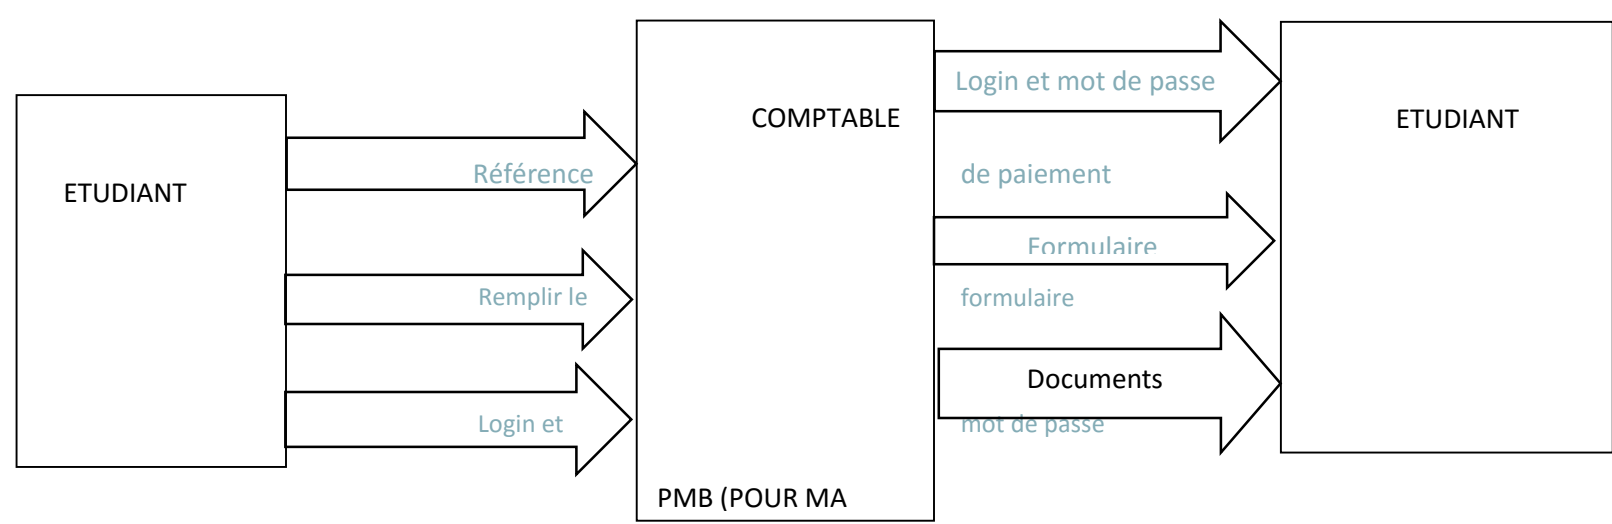 Login et mot de passe
COMPTABLE
ETUDIANT
Référence
de paiement
ETUDIANT
Formulaire
Remplir le
formulaire
Documents
Login et
mot de passe
PMB (POUR MA